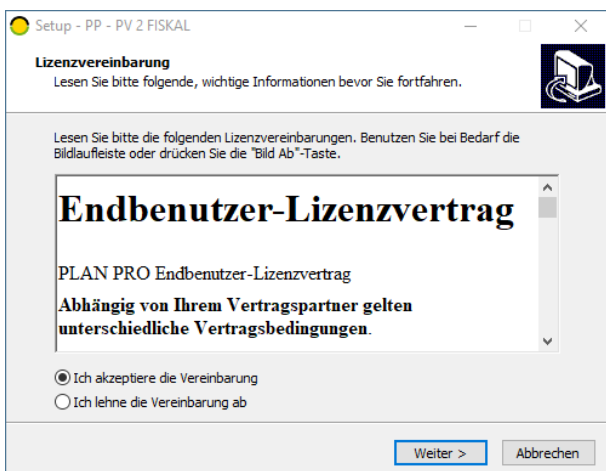 Setup - PP - PV 2 FISKAL
Lizenzvereinbarung
Lesen Sie bitte folgende, wichtige Informationen bevor Sie fortfahren.
Lesen Sie bitte die folgenden Lizenzvereinbarungen. Benutzen Sie bei Bedarf die
Bildlaufleiste oder drücken Sie die "Bild Ab"-Taste.
Endbenutzer-Lizenzvertrag
PLAN PRO Endbenutzer-Lizenzvertrag
Abhängig von Ihrem Vertragspartner gelten
unterschiedliche Vertragsbedingungen.
Ich akzeptiere die Vereinbarung
Ich lehne die Vereinbarung ab
Weiter >
Abbrechen